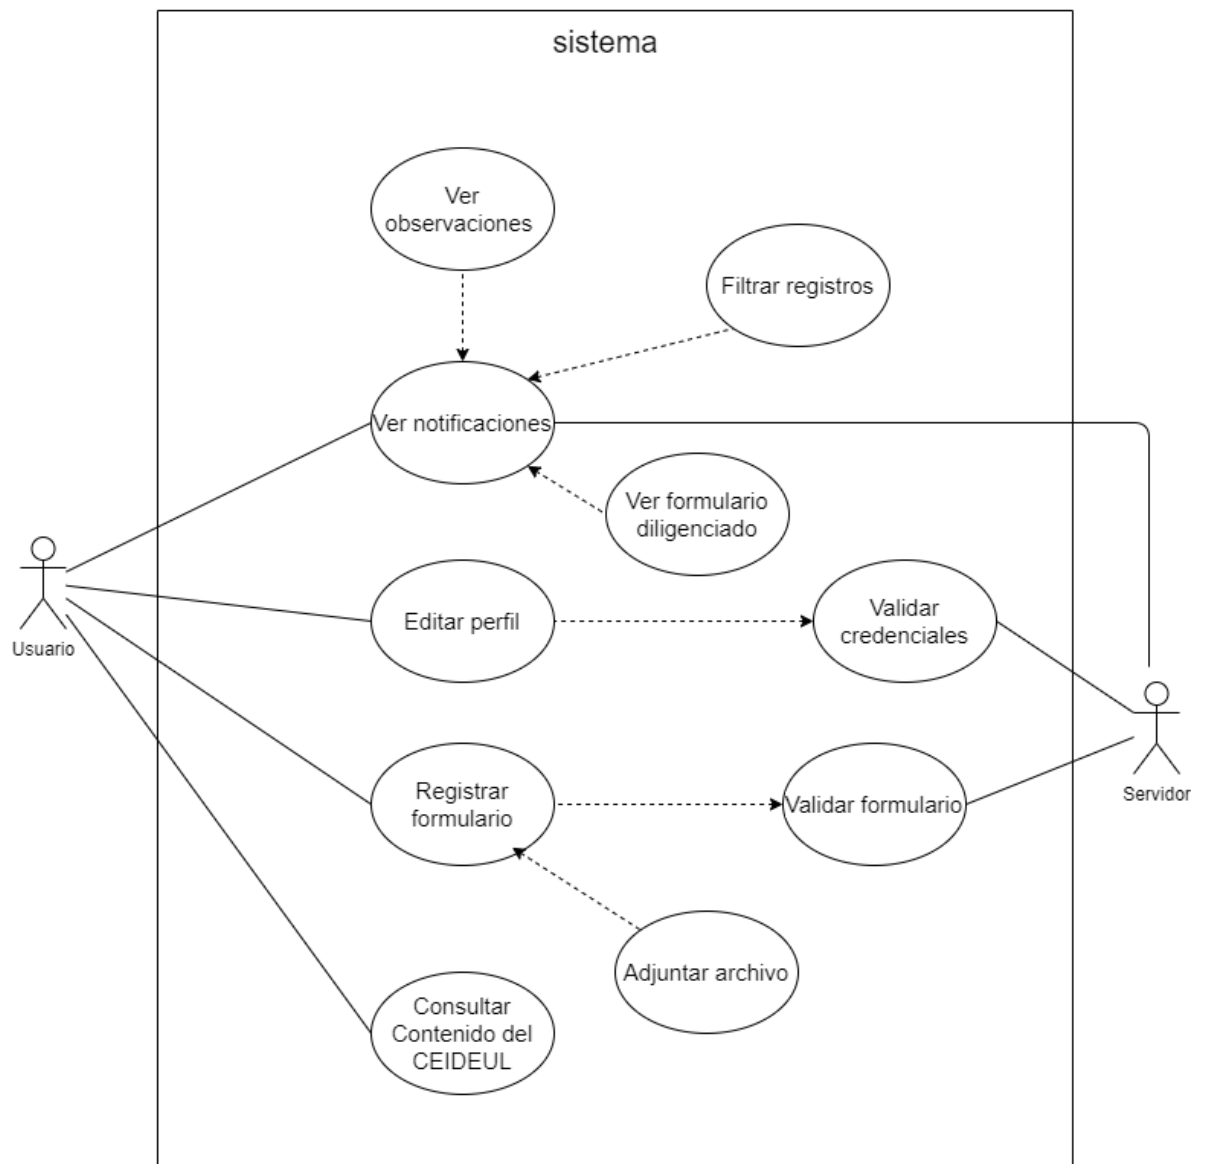 sistema
Ver
observaciones
Filtrar registros
Ver notificaciones
Ver formulario
diligenciado
Usuario
Editar perfil
Validar
credenciales
Registrar
formulario
Validar formulario
Servidor
Adjuntar archivo
Consultar
Contenido del
CEIDEUL